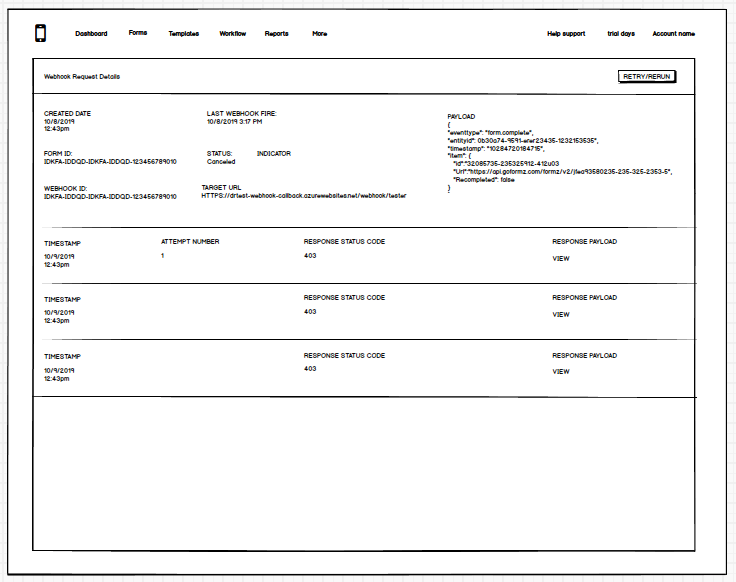 Dashboard Forms Templates Workflow Reports More Help support trial days Account name
Webhook Request Details RETRY/RERUN
CREATED DATE
10/8/2019
12:43pm
LAST WEBHOOK FIRE:
10/8/2019 3:17 PM
PAYLOAD
{
"eventtype": "form.complete",
"entityid": 0b30a74-9591-erer23435-1232153535",
"timestamp": "10284720184715",
"item": {
"id":"32085735-235325912-412u03
"Url":"https://api.goformz.com/formz/v2/jfea93580235-235-325-2353-5",
"Recompleted": false
}
FORM ID:
IDKFA-IDDQD-IDKFA-IDDQD-123456789010
STATUS: INDICATOR
Canceled
WEBHOOK ID:
IDKFA-IDDQD-IDKFA-IDDQD-123456789010
TARGET URL
HTTPS://drtest-webhook-callback.azurewebsites.net/webhook/tester
TIMESTAMP ATTEMPT NUMBER RESPONSE STATUS CODE RESPONSE PAYLOAD
10/9/2019 1 403 VIEW
12:43pm
TIMESTAMP RESPONSE STATUS CODE RESPONSE PAYLOAD
10/9/2019 403 VIEW
12:43pm
TIMESTAMP RESPONSE STATUS CODE RESPONSE PAYLOAD
10/9/2019 403 VIEW
12:43pm